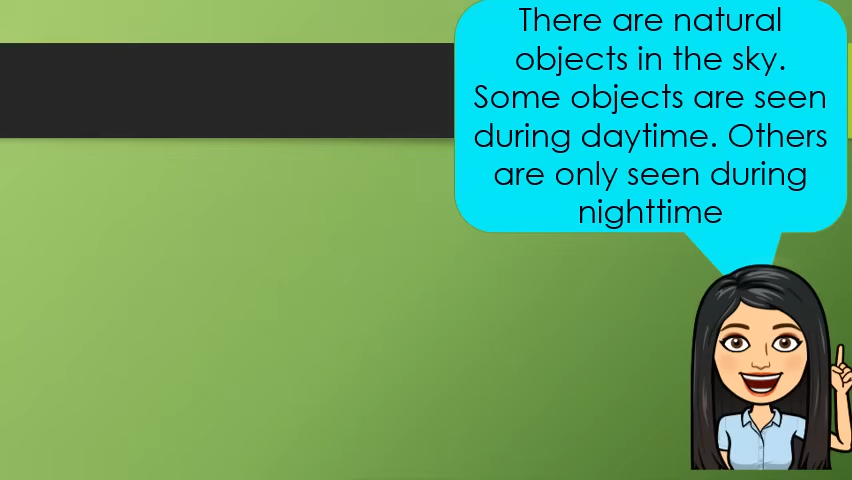 There are natural
objects in the sky.
Some objects are seen
during daytime. Others
are only seen during
nighttime